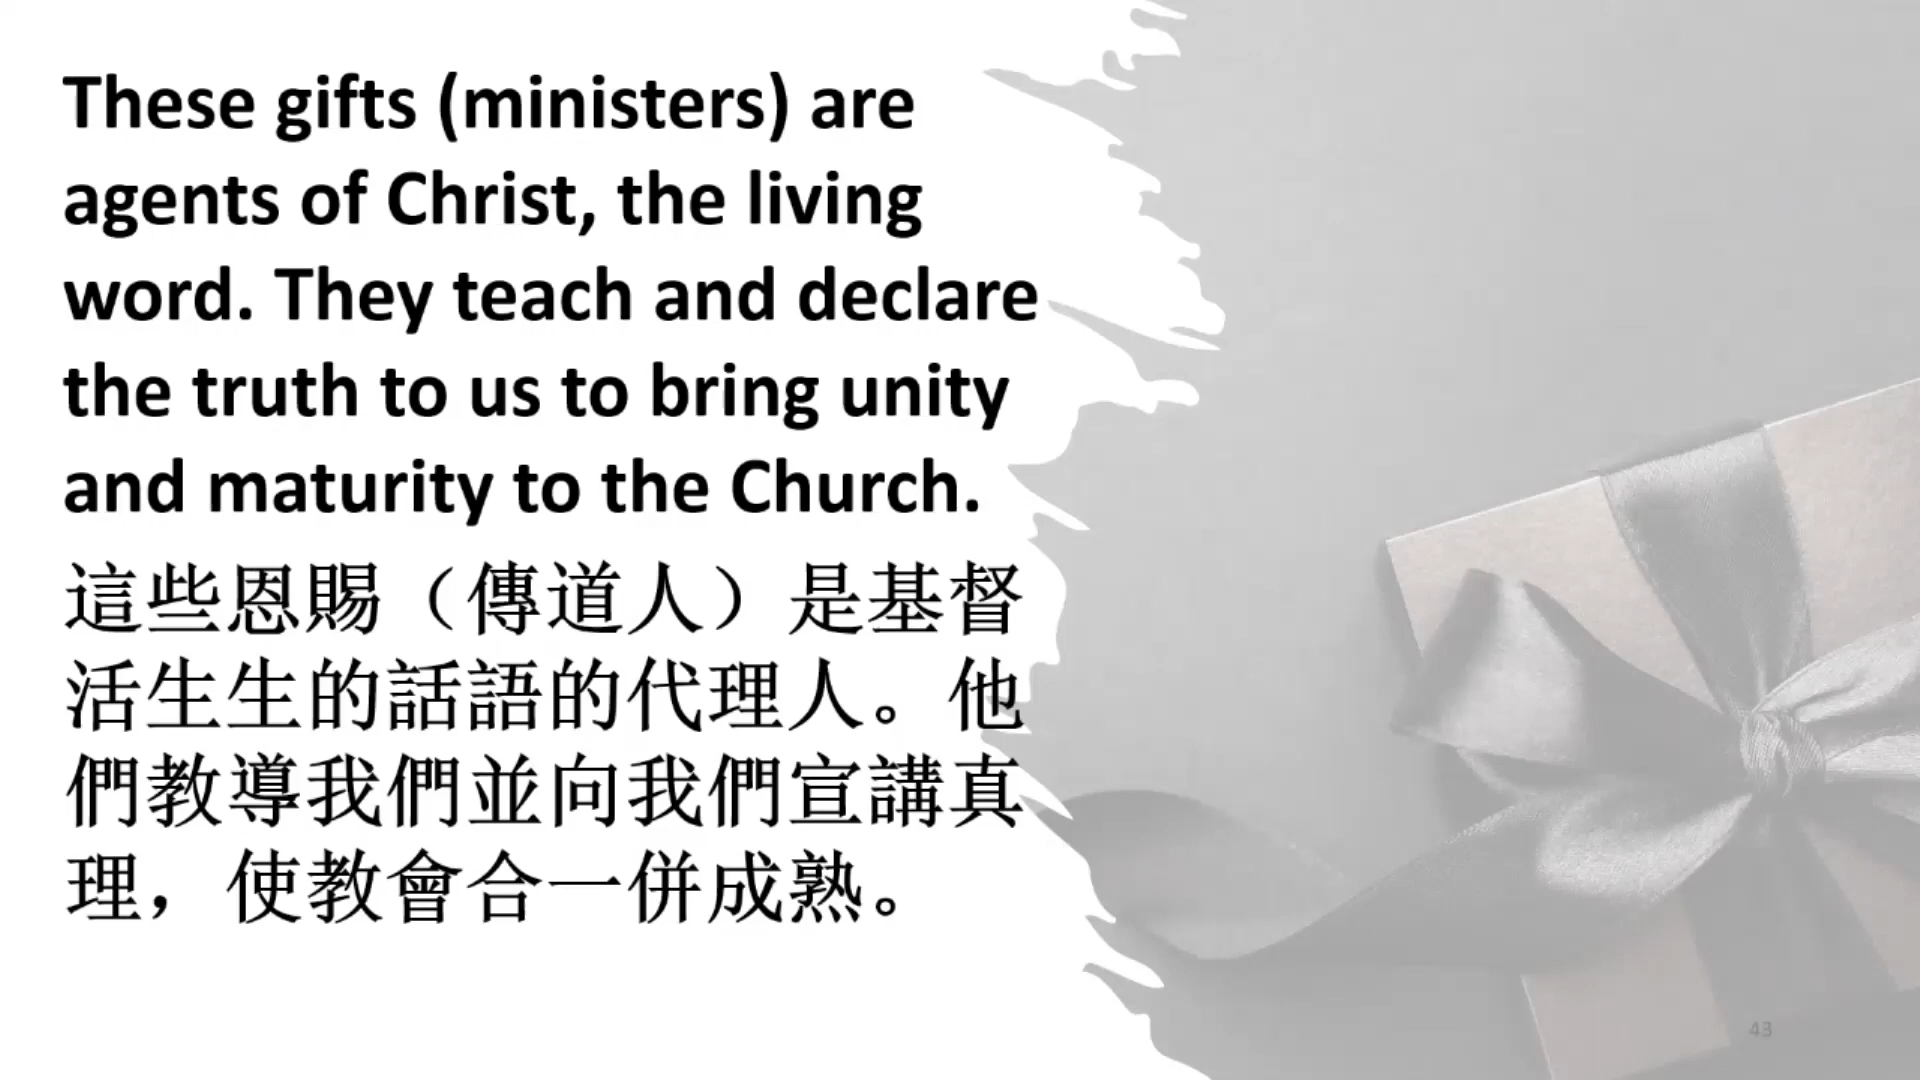 These gifts (ministers) are
agents of Christ, the living
word. They teach and declare
the truth to us to bring unity
and maturity to the Church.
這些恩賜（傳道人）是基督
活生生的話語的代理人。他
們教導我們並向我們宣講真
理，使教會合一併成熟。
43